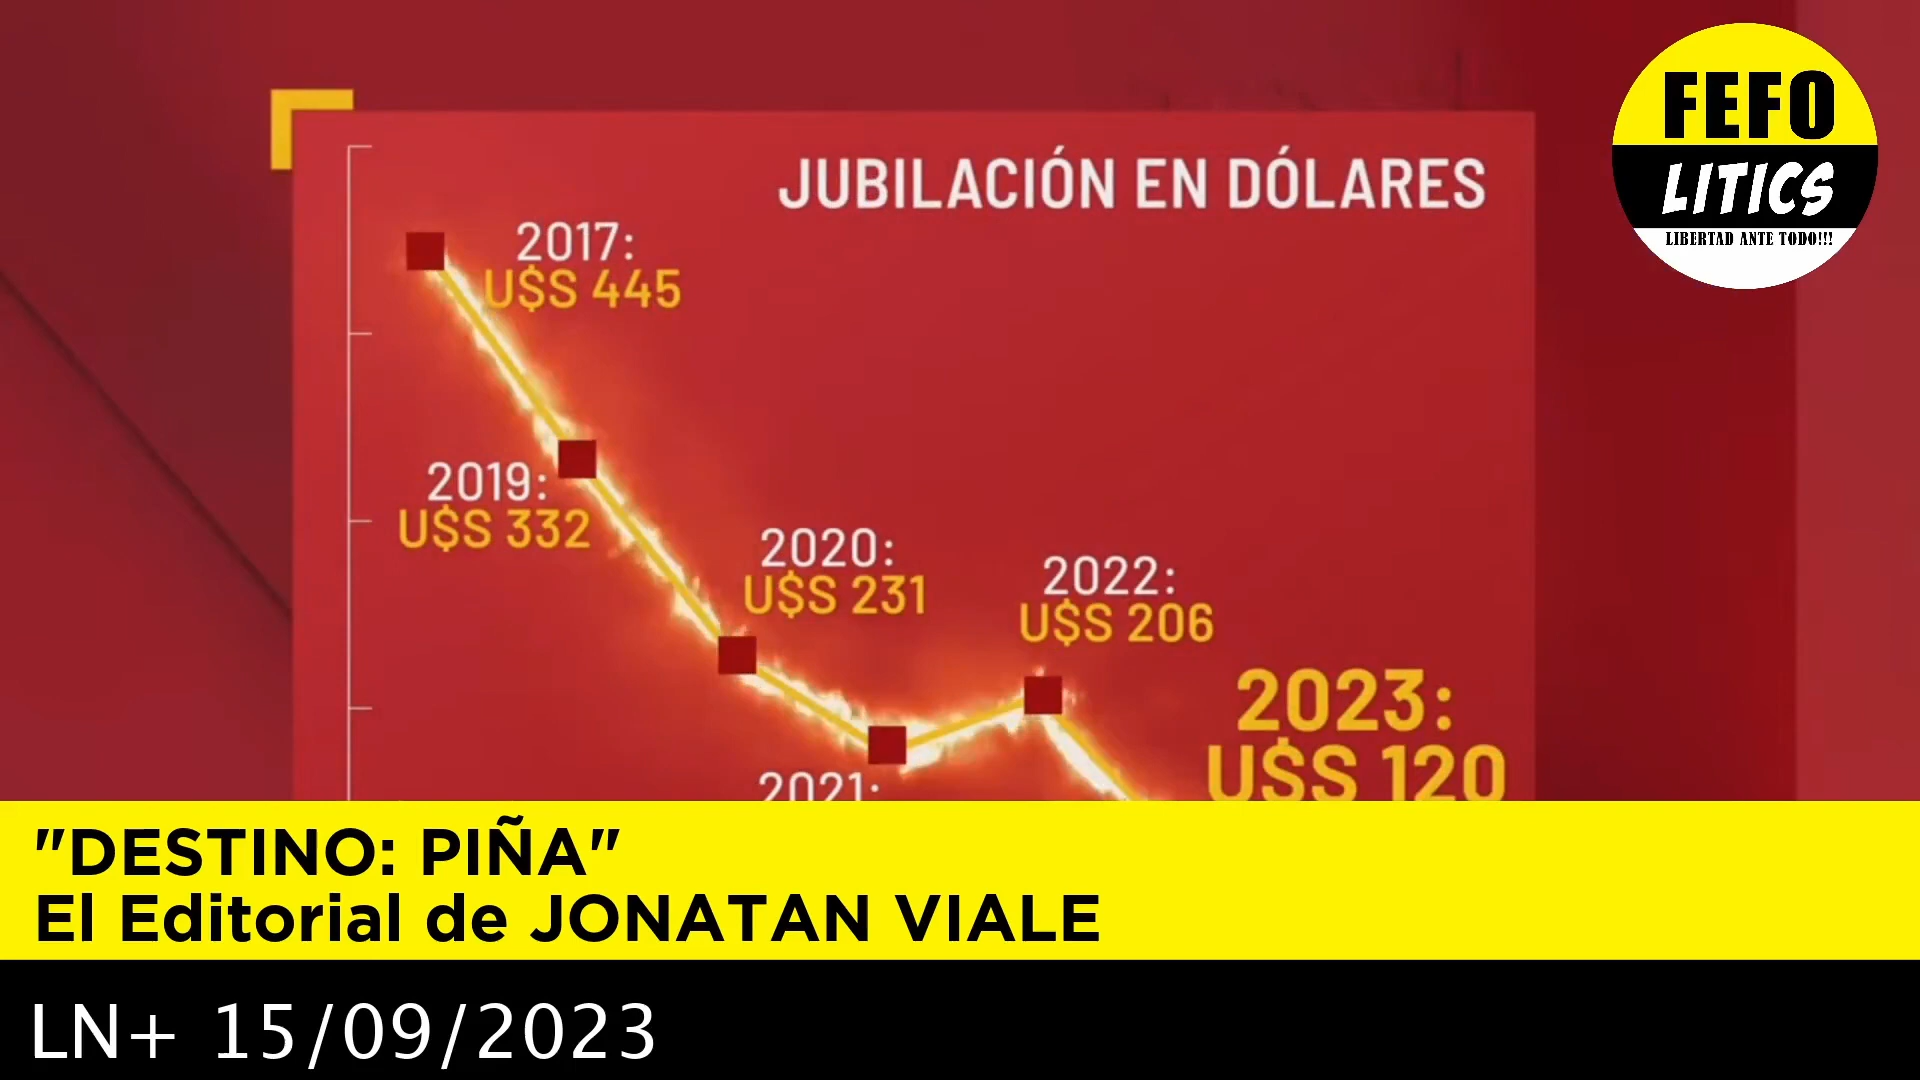 JUBILACIÓN EN DÓLARES
FEFO
LITICS
LIBERTAD ANTE TODO!!!
2017:
U$S 445
2019:
U$S 332
2020:
U$S 231
2022:
U$S 206
2021:
2023:
U$S 120
"DESTINO: PIÑA"
El Editorial de JONATAN VIALE
LN+ 15/09/2023